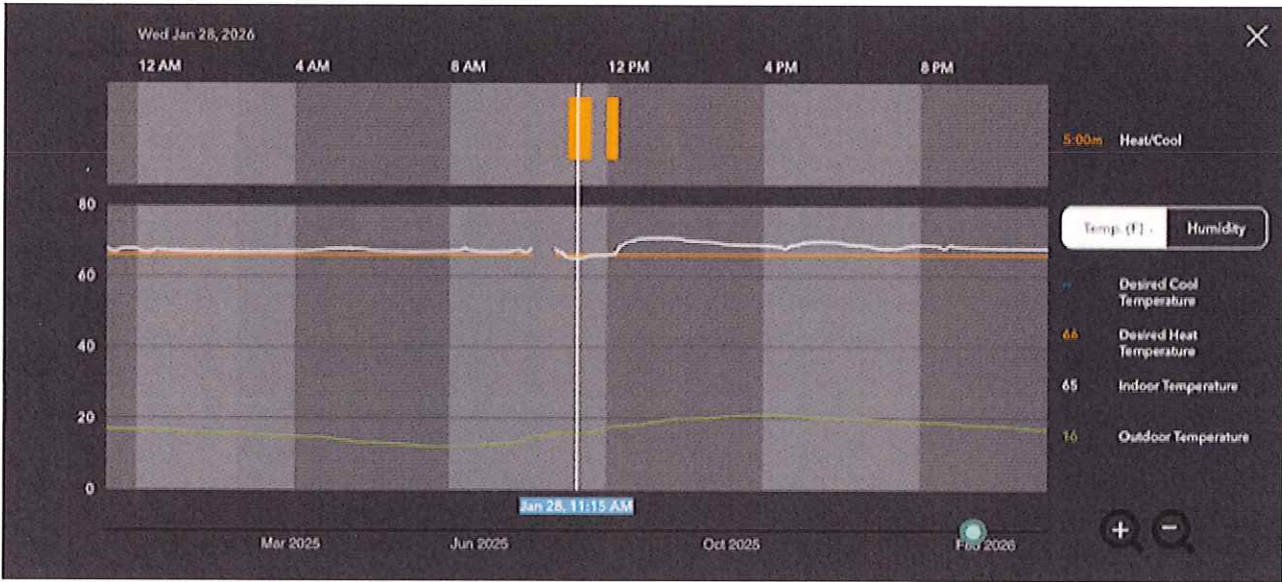 Wed Jan 28, 2026
12 AM 4 AM 8 AM 12 PM 4 PM 8 PM
5:00m Heat/Cool
80
60
40
20
0
Temp. (F) Humidity
Desired Cool
Temperature
66 Desired Heat
Temperature
65 Indoor Temperature
16 Outdoor Temperature
Jan 28, 11:15 AM
Mar 2025 Jun 2025 Oct 2025 Feb 2026